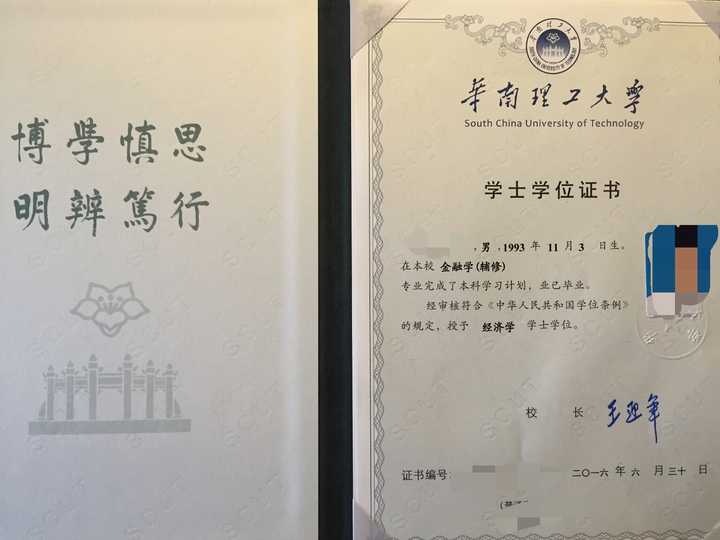 博學慎思
明辨篤行
華南理工大學
South China University of Technology
学士学位证书
,男,1993 年 11 月 3 日生。
在本校 金融学(辅修)
专业完成了本科学习计划,业已毕业。
经审核符合《中华人民共和国学位条例》
的规定,授予 经济学 学士学位。
校 长 王迎军
证书编号:
二〇一六 年 六 月 三十 日